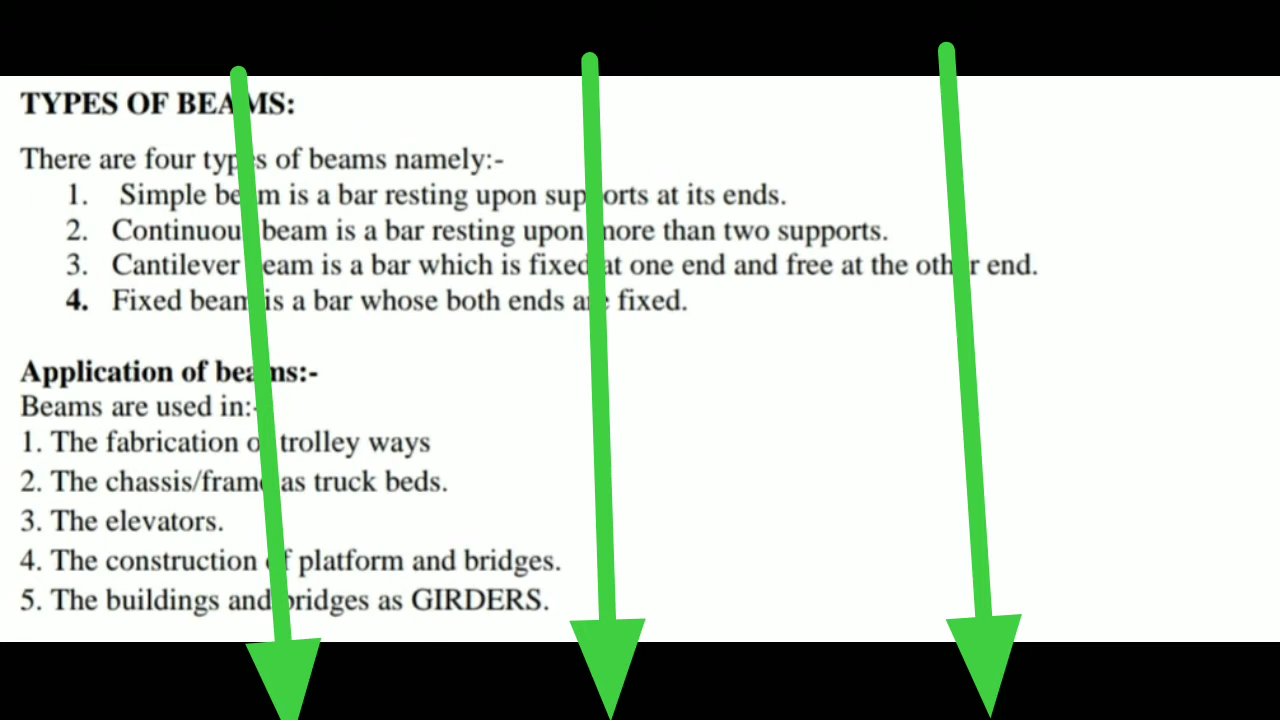 TYPES OF BEAMS:
There are four types of beams namely:-
1. Simple beam is a bar resting upon supports at its ends.
2. Continuous beam is a bar resting upon more than two supports.
3. Cantilever beam is a bar which is fixed at one end and free at the other end.
4. Fixed beam is a bar whose both ends are fixed.
Application of beams:-
Beams are used in:-
1. The fabrication of trolley ways
2. The chassis/frame as truck beds.
3. The elevators.
4. The construction of platform and bridges.
5. The buildings and bridges as GIRDERS.